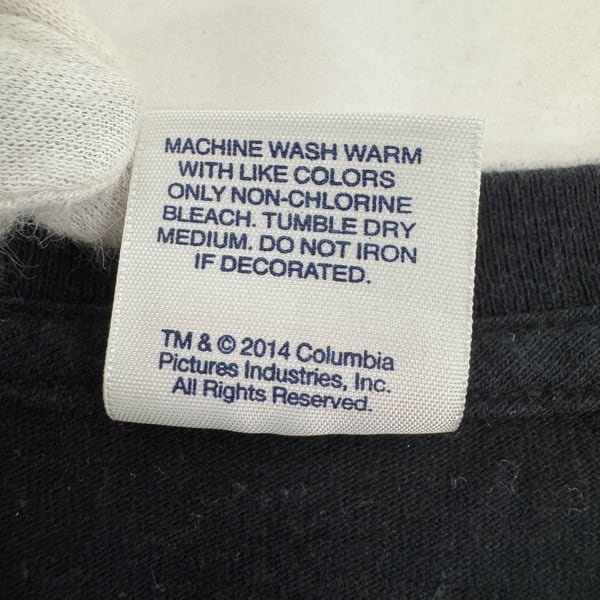 MACHINE WASH WARM
WITH LIKE COLORS
ONLY NON-CHLORINE
BLEACH. TUMBLE DRY
MEDIUM. DO NOT IRON
IF DECORATED.
TM & © 2014 Columbia
Pictures Industries, Inc.
All Rights Reserved.